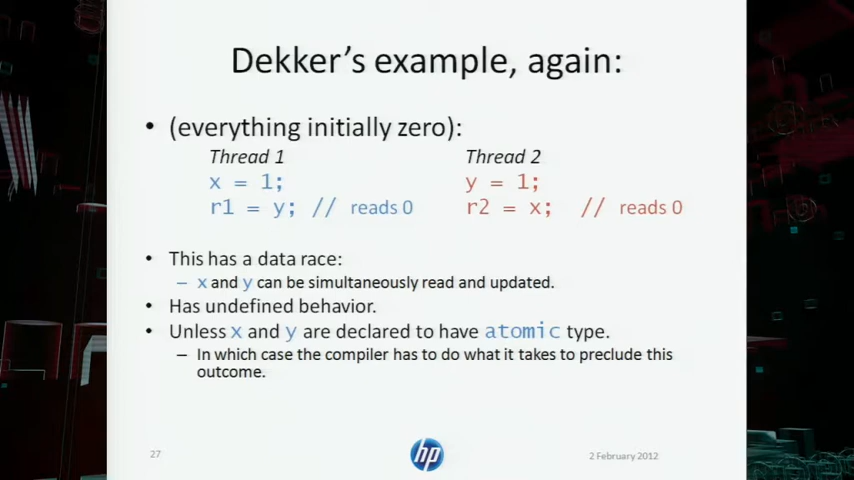 Dekker's example, again:
• (everything initially zero):
Thread 1 Thread 2
x = 1; y = 1;
r1 = y; // reads 0 r2 = x; // reads 0
• This has a data race:
– x and y can be simultaneously read and updated.
• Has undefined behavior.
• Unless x and y are declared to have atomic type.
– In which case the compiler has to do what it takes to preclude this
outcome.
27 hp 2 February 2012